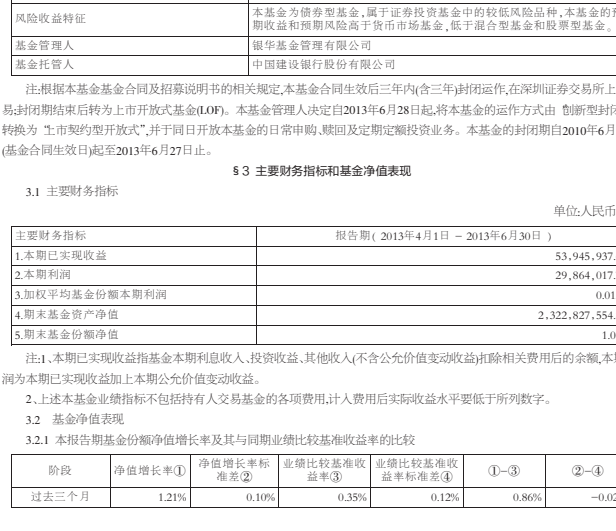 风险收益特征
本基金为债券型基金,属于证券投资基金中的较低风险品种,本基金的预
期收益和预期风险高于货币市场基金,低于混合型基金和股票型基金。
基金管理人 银华基金管理有限公司
基金托管人 中国建设银行股份有限公司
注:根据本基金基金合同及招募说明书的相关规定,本基金合同生效后三年内(含三年)封闭运作,在深圳证券交易所上
易;封闭期结束后转为上市开放式基金(LOF)。本基金管理人决定自2013年6月28日起,将本基金的运作方式由“创新型封闭
转换为“上市契约型开放式”,并于同日开放本基金的日常申购、赎回及定期定额投资业务。本基金的封闭期自2010年6月
(基金合同生效日)起至2013年6月27日止。
§3 主要财务指标和基金净值表现
3.1 主要财务指标
单位:人民币
主要财务指标 报告期( 2013年4月1日 - 2013年6月30日 )
1.本期已实现收益 53,945,937.
2.本期利润 29,864,017.
3.加权平均基金份额本期利润 0.01
4.期末基金资产净值 2,322,827,554.
5.期末基金份额净值 1.0
注:1、本期已实现收益指基金本期利息收入、投资收益、其他收入(不含公允价值变动收益)扣除相关费用后的余额,本期
润为本期已实现收益加上本期公允价值变动收益。
2、上述本基金业绩指标不包括持有人交易基金的各项费用,计入费用后实际收益水平要低于所列数字。
3.2 基金净值表现
3.2.1 本报告期基金份额净值增长率及其与同期业绩比较基准收益率的比较
阶段 净值增长率① 净值增长率标准差② 业绩比较基准收益率③ 业绩比较基准收益率标准差④ ①-③ ②-④
过去三个月 1.21% 0.10% 0.35% 0.12% 0.86% -0.02